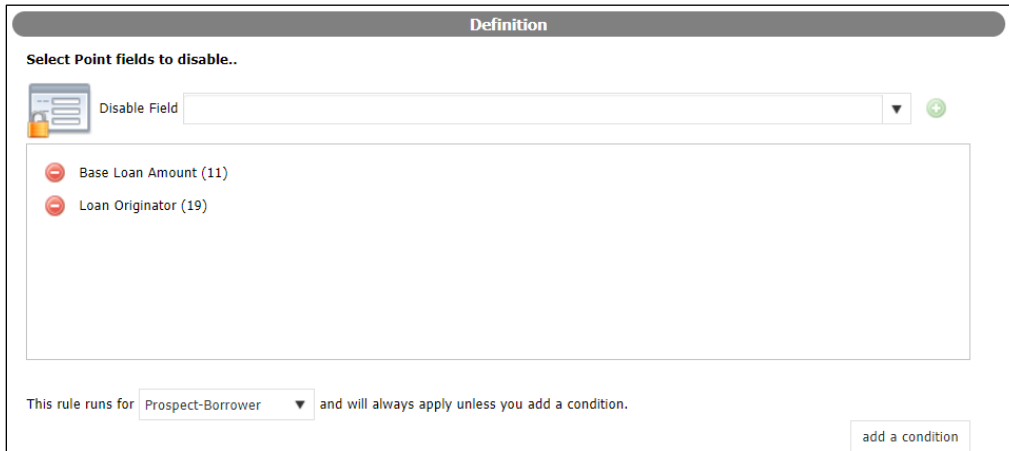 Definition
Select Point fields to disable..
Disable Field
Base Loan Amount (11)
Loan Originator (19)
This rule runs for Prospect-Borrower and will always apply unless you add a condition.
add a condition